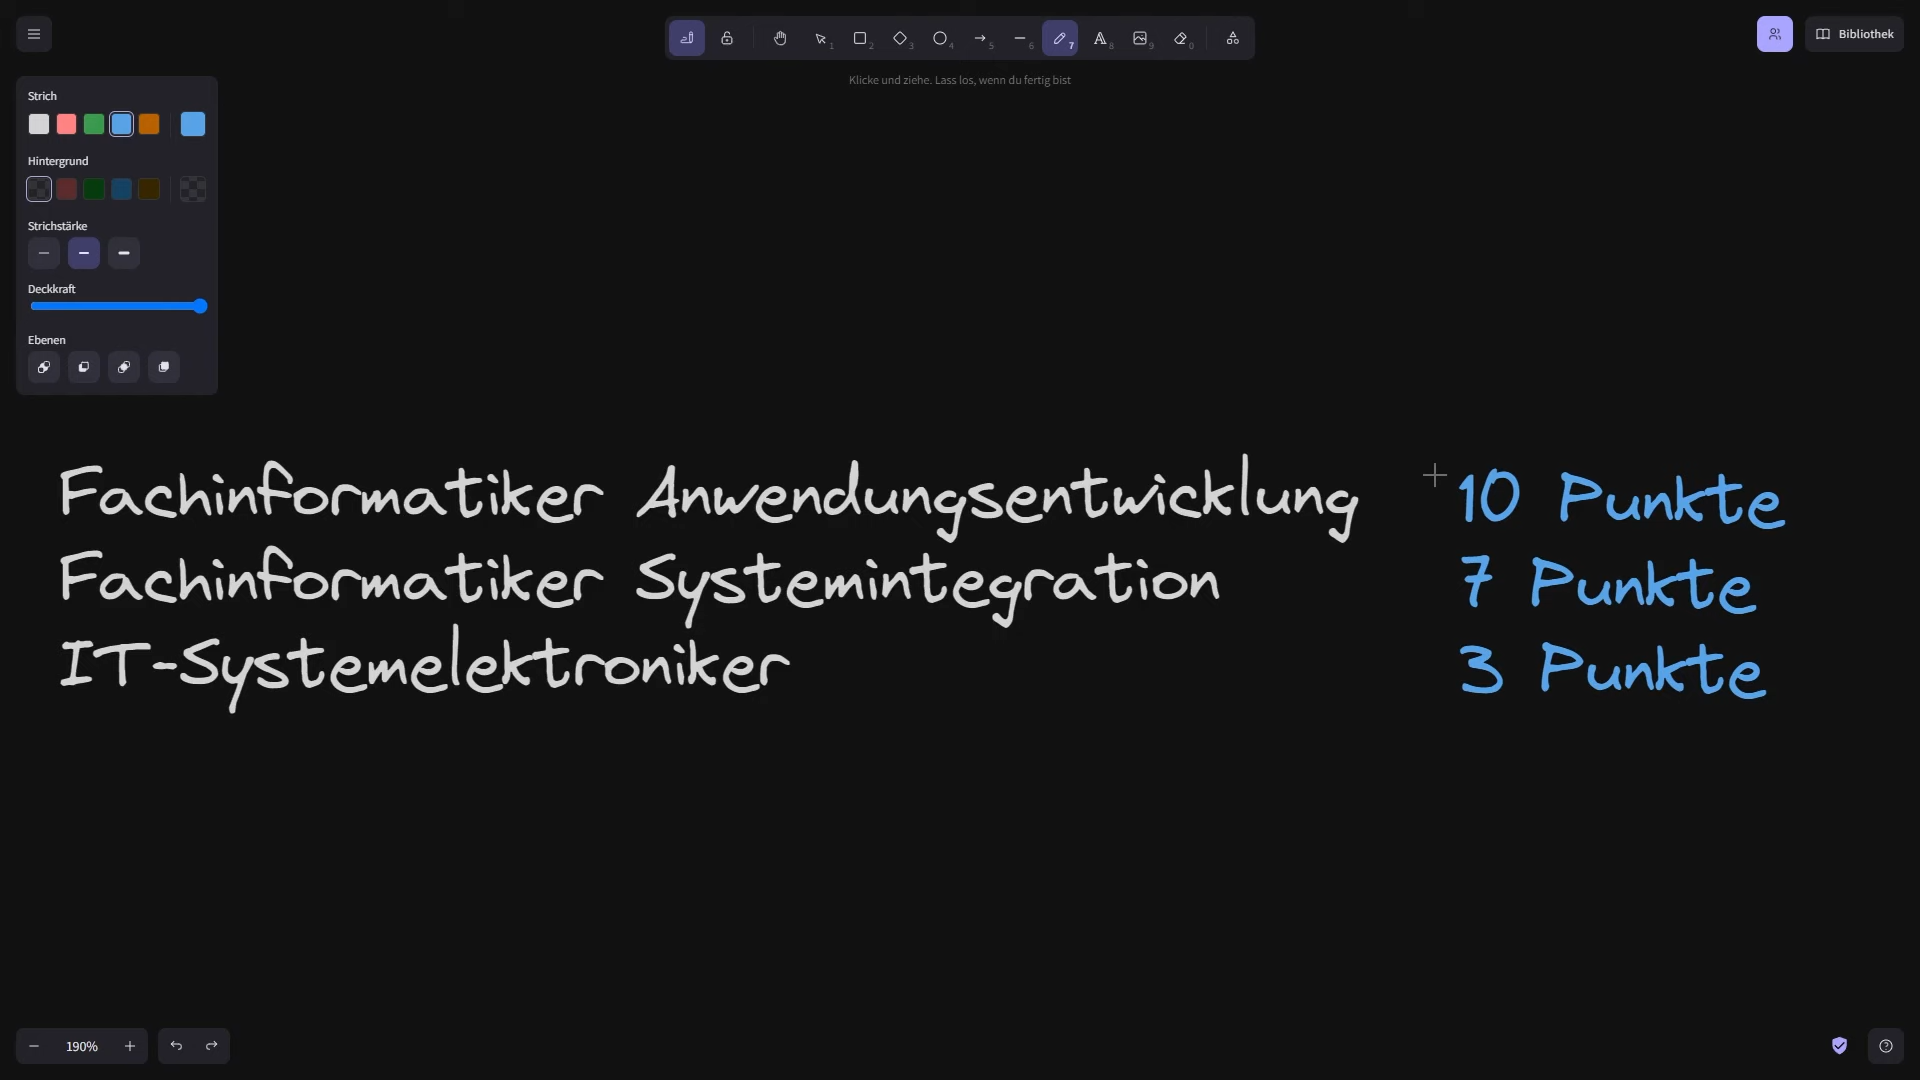 Bibliothek
Klicke und ziehe. Lass los, wenn du fertig bist
Strich
Hintergrund
Strichstärke
Deckkraft
Ebenen
Fachinformatiker Anwendungsentwicklung 10 Punkte
Fachinformatiker Systemintegration 7 Punkte
IT-Systemelektroniker 3 Punkte
190%